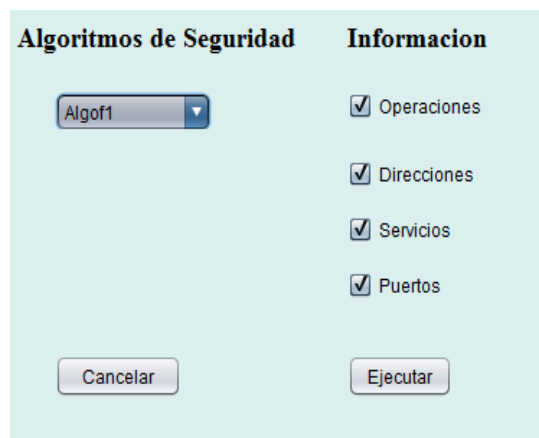 Algoritmos de Seguridad
Informacion
Algof1
Operaciones
Direcciones
Servicios
Puertos
Cancelar
Ejecutar